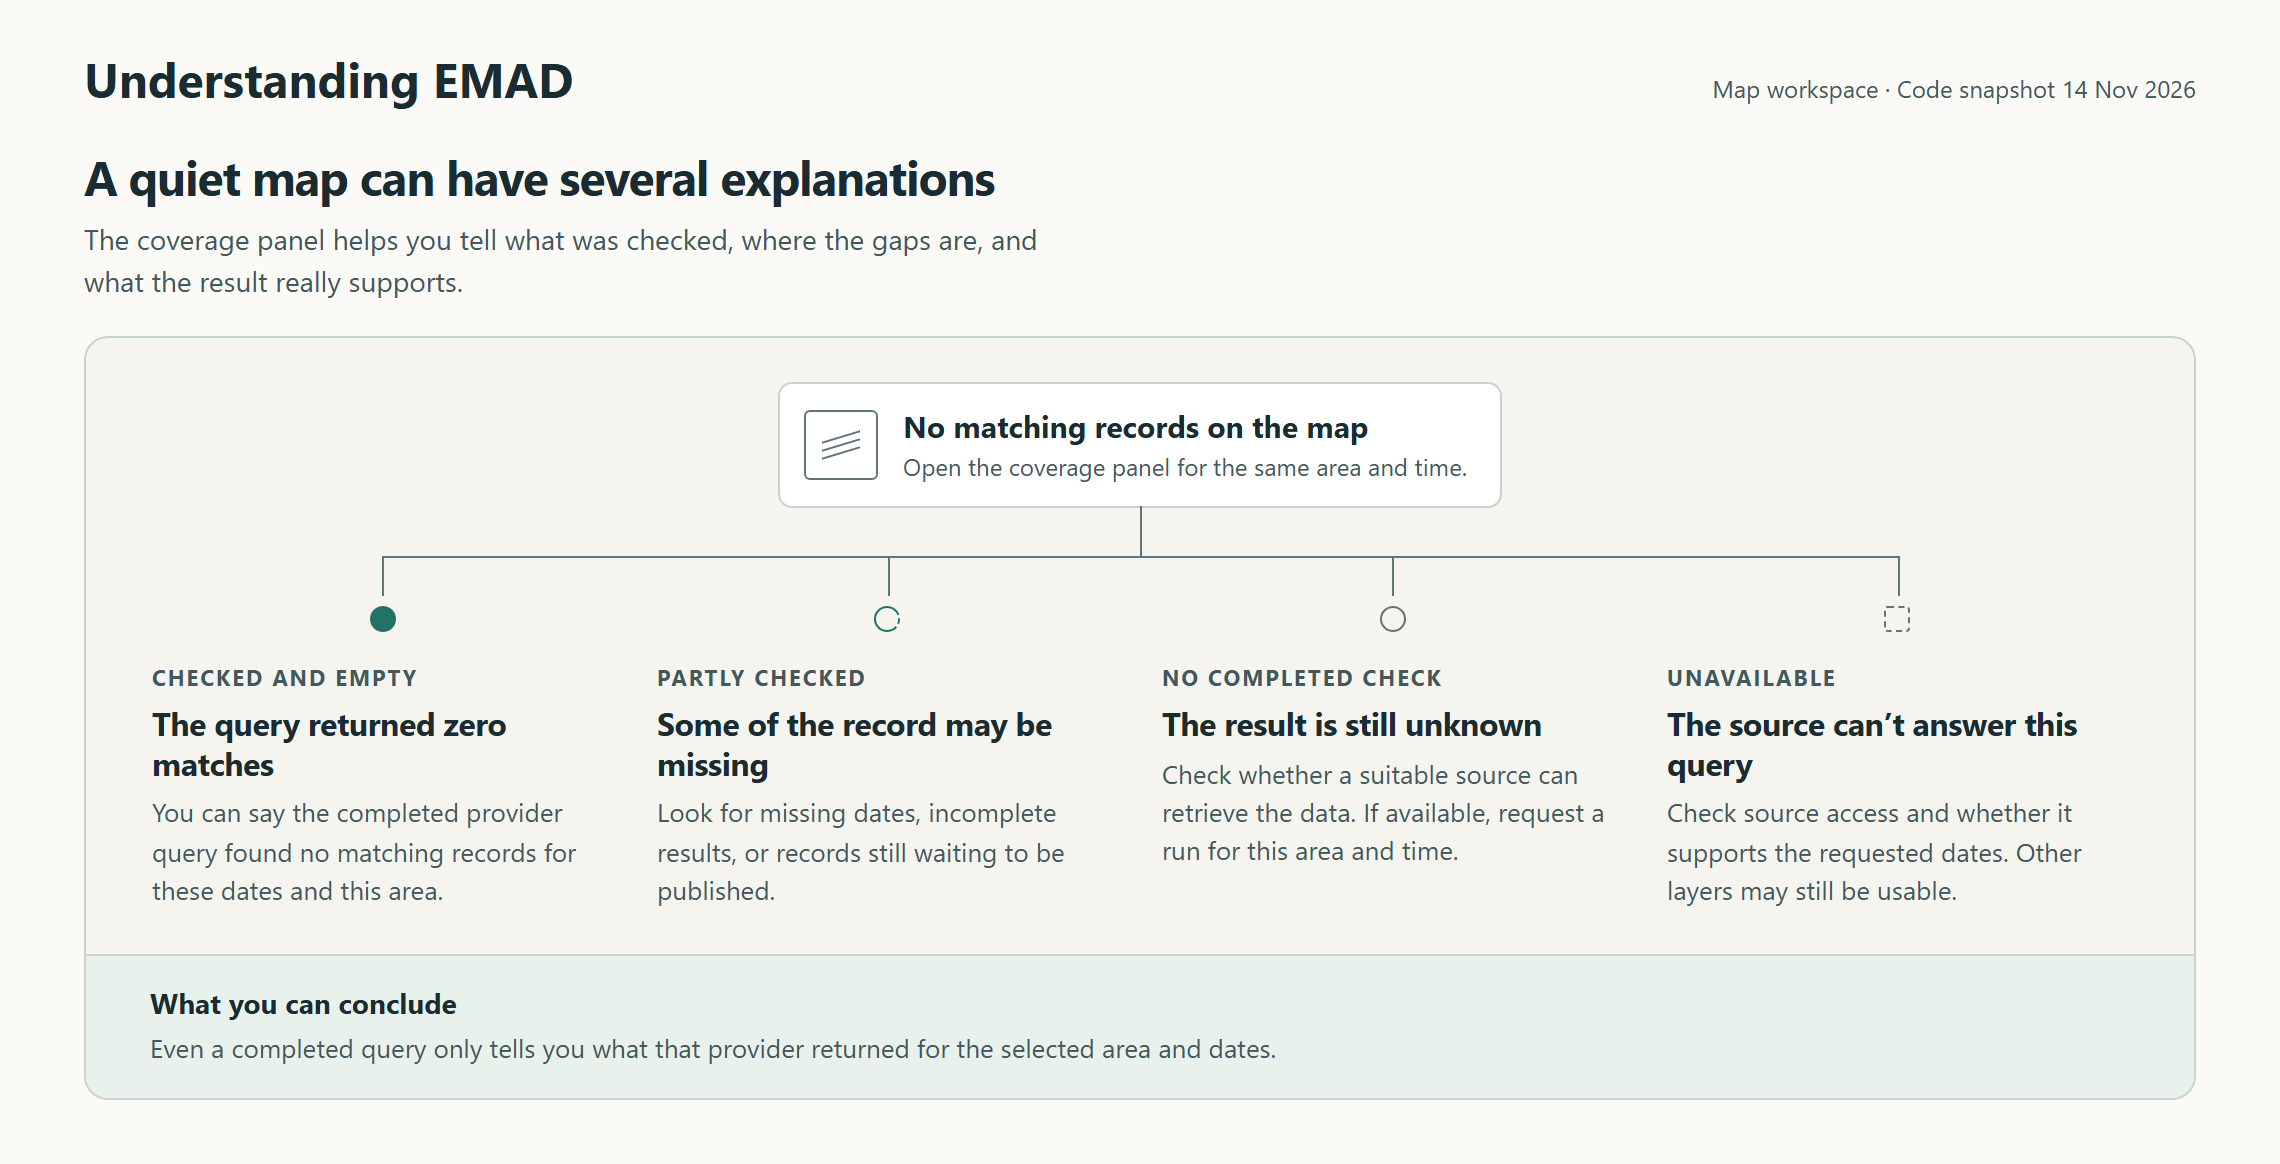 Understanding EMAD
Map workspace · Code snapshot 14 Nov 2026
A quiet map can have several explanations
The coverage panel helps you tell what was checked, where the gaps are, and
what the result really supports.
No matching records on the map
Open the coverage panel for the same area and time.
CHECKED AND EMPTY
The query returned zero
matches
You can say the completed provider
query found no matching records for
these dates and this area.
PARTLY CHECKED
Some of the record may be
missing
Look for missing dates, incomplete
results, or records still waiting to be
published.
NO COMPLETED CHECK
The result is still unknown
Check whether a suitable source can
retrieve the data. If available, request a
run for this area and time.
UNAVAILABLE
The source can’t answer this
query
Check source access and whether it
supports the requested dates. Other
layers may still be usable.
What you can conclude
Even a completed query only tells you what that provider returned for the selected area and dates.